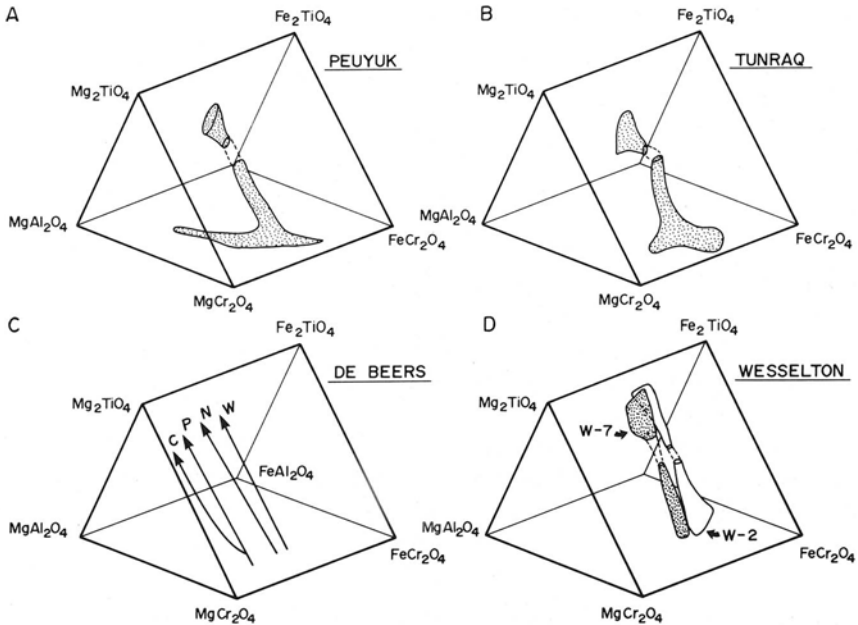 A
Fe₂TiO₄
PEUYUK
Mg₂TiO₄
MgAl₂O₄
FeCr₂O₄
MgCr₂O₄
B
Fe₂TiO₄
TUNRAQ
Mg₂TiO₄
MgAl₂O₄
FeCr₂O₄
MgCr₂O₄
C
Fe₂TiO₄
DE BEERS
Mg₂TiO₄
C P N W
FeAl₂O₄
MgAl₂O₄
FeCr₂O₄
MgCr₂O₄
D
Fe₂TiO₄
WESSELTON
Mg₂TiO₄
W-7
MgAl₂O₄
W-2
FeCr₂O₄
MgCr₂O₄